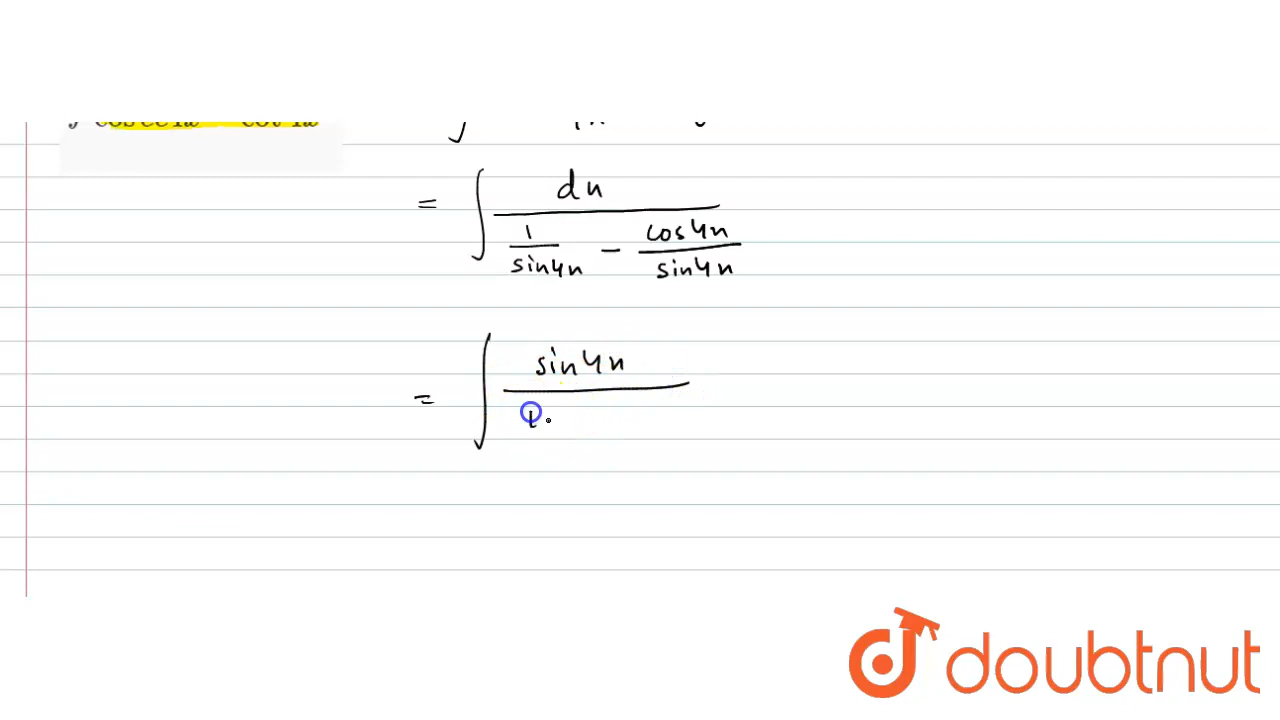 = ∫ dx
1/sin4x − cos4x/sin4x
= ∫ sin4x
1
doubtnut